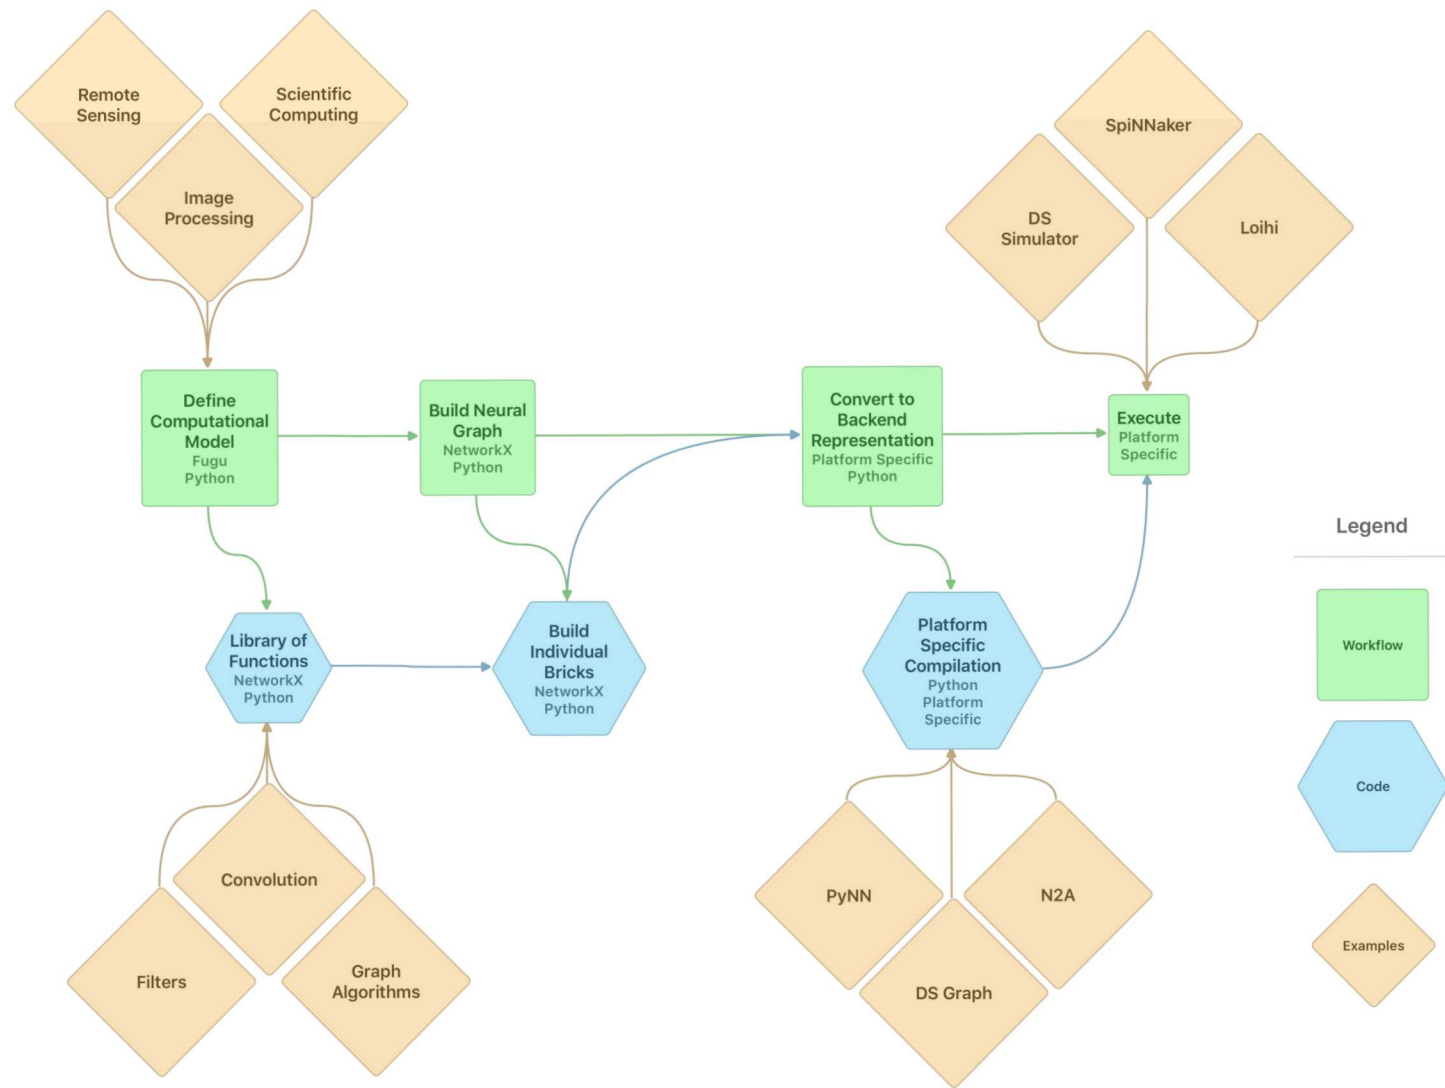 Remote
Sensing
Scientific
Computing
Image
Processing
SpiNNaker
DS
Simulator
Loihi
Define
Computational
Model
Fugu
Python
Build Neural
Graph
NetworkX
Python
Convert to
Backend
Representation
Platform Specific
Python
Execute
Platform
Specific
Library of
Functions
NetworkX
Python
Build
Individual
Bricks
NetworkX
Python
Platform
Specific
Compilation
Python
Platform
Specific
Convolution
Filters
Graph
Algorithms
PyNN
N2A
DS Graph
Legend
Workflow
Code
Examples